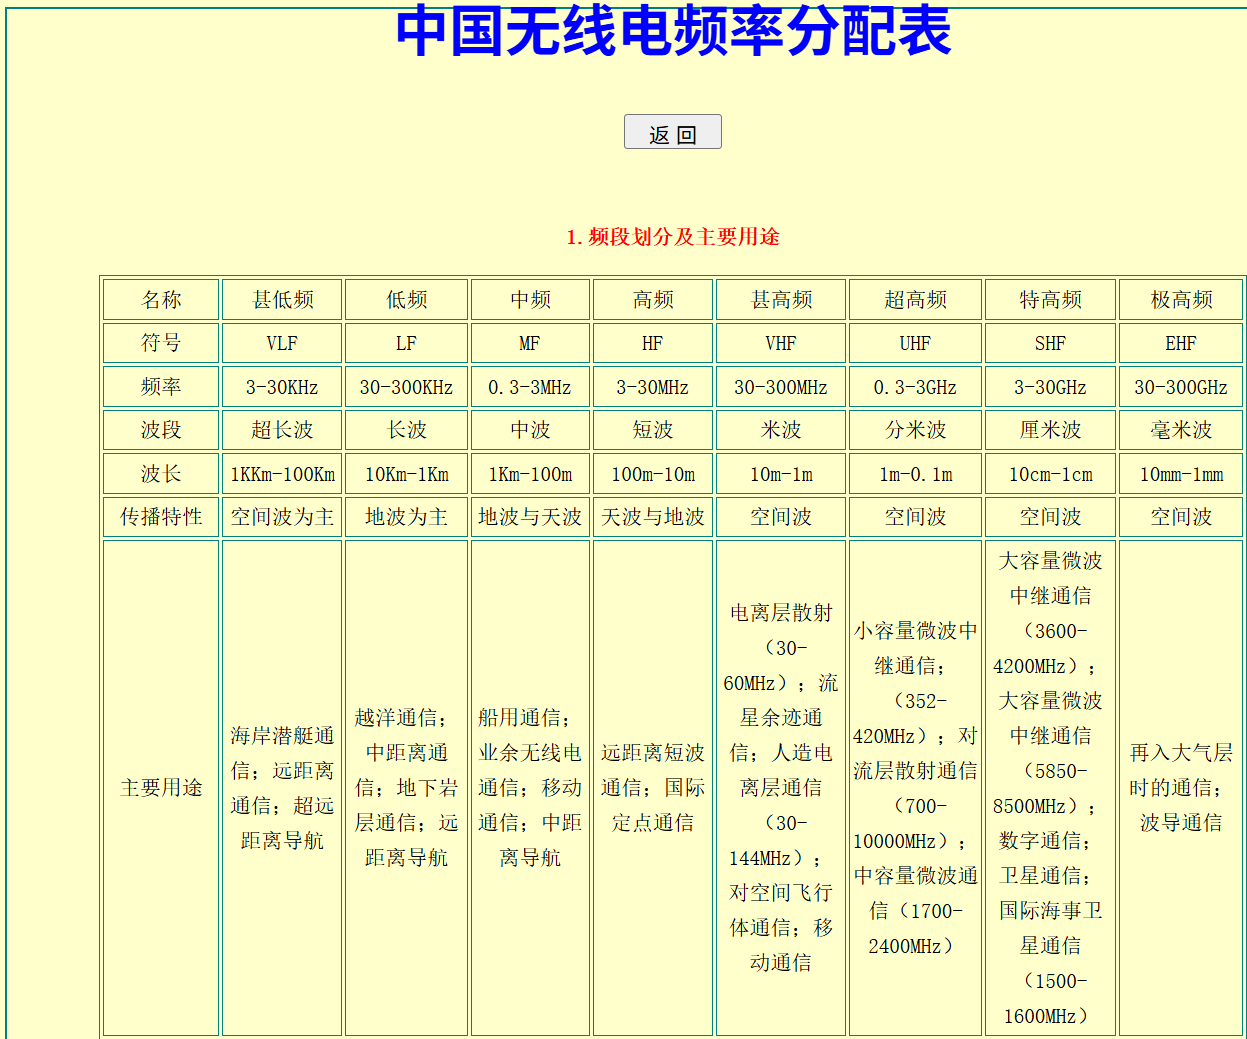 中国无线电频率分配表
返 回
1. 频段划分及主要用途
名称 甚低频 低频 中频 高频 甚高频 超高频 特高频 极高频
符号 VLF LF MF HF VHF UHF SHF EHF
频率 3-30KHz 30-300KHz 0.3-3MHz 3-30MHz 30-300MHz 0.3-3GHz 3-30GHz 30-300GHz
波段 超长波 长波 中波 短波 米波 分米波 厘米波 毫米波
波长 1KKm-100Km 10Km-1Km 1Km-100m 100m-10m 10m-1m 1m-0.1m 10cm-1cm 10mm-1mm
传播特性 空间波为主 地波为主 地波与天波 天波与地波 空间波 空间波 空间波 空间波
主要用途
海岸潜艇通
信；远距离
通信；超远
距离导航
越洋通信；
中距离通
信；地下岩
层通信；远
距离导航
船用通信；
业余无线电
通信；移动
通信；中距
离导航
远距离短波
通信；国际
定点通信
电离层散射
（30-
60MHz）；流
星余迹通
信；人造电
离层通信
（30-
144MHz）；
对空间飞行
体通信；移
动通信
小容量微波中
继通信；
（352-
420MHz）；对
流层散射通信
（700-
10000MHz）；
中容量微波通
信（1700-
2400MHz）
大容量微波
中继通信
（3600-
4200MHz）；
大容量微波
中继通信
（5850-
8500MHz）；
数字通信；
卫星通信；
国际海事卫
星通信
（1500-
1600MHz）
再入大气层
时的通信；
波导通信